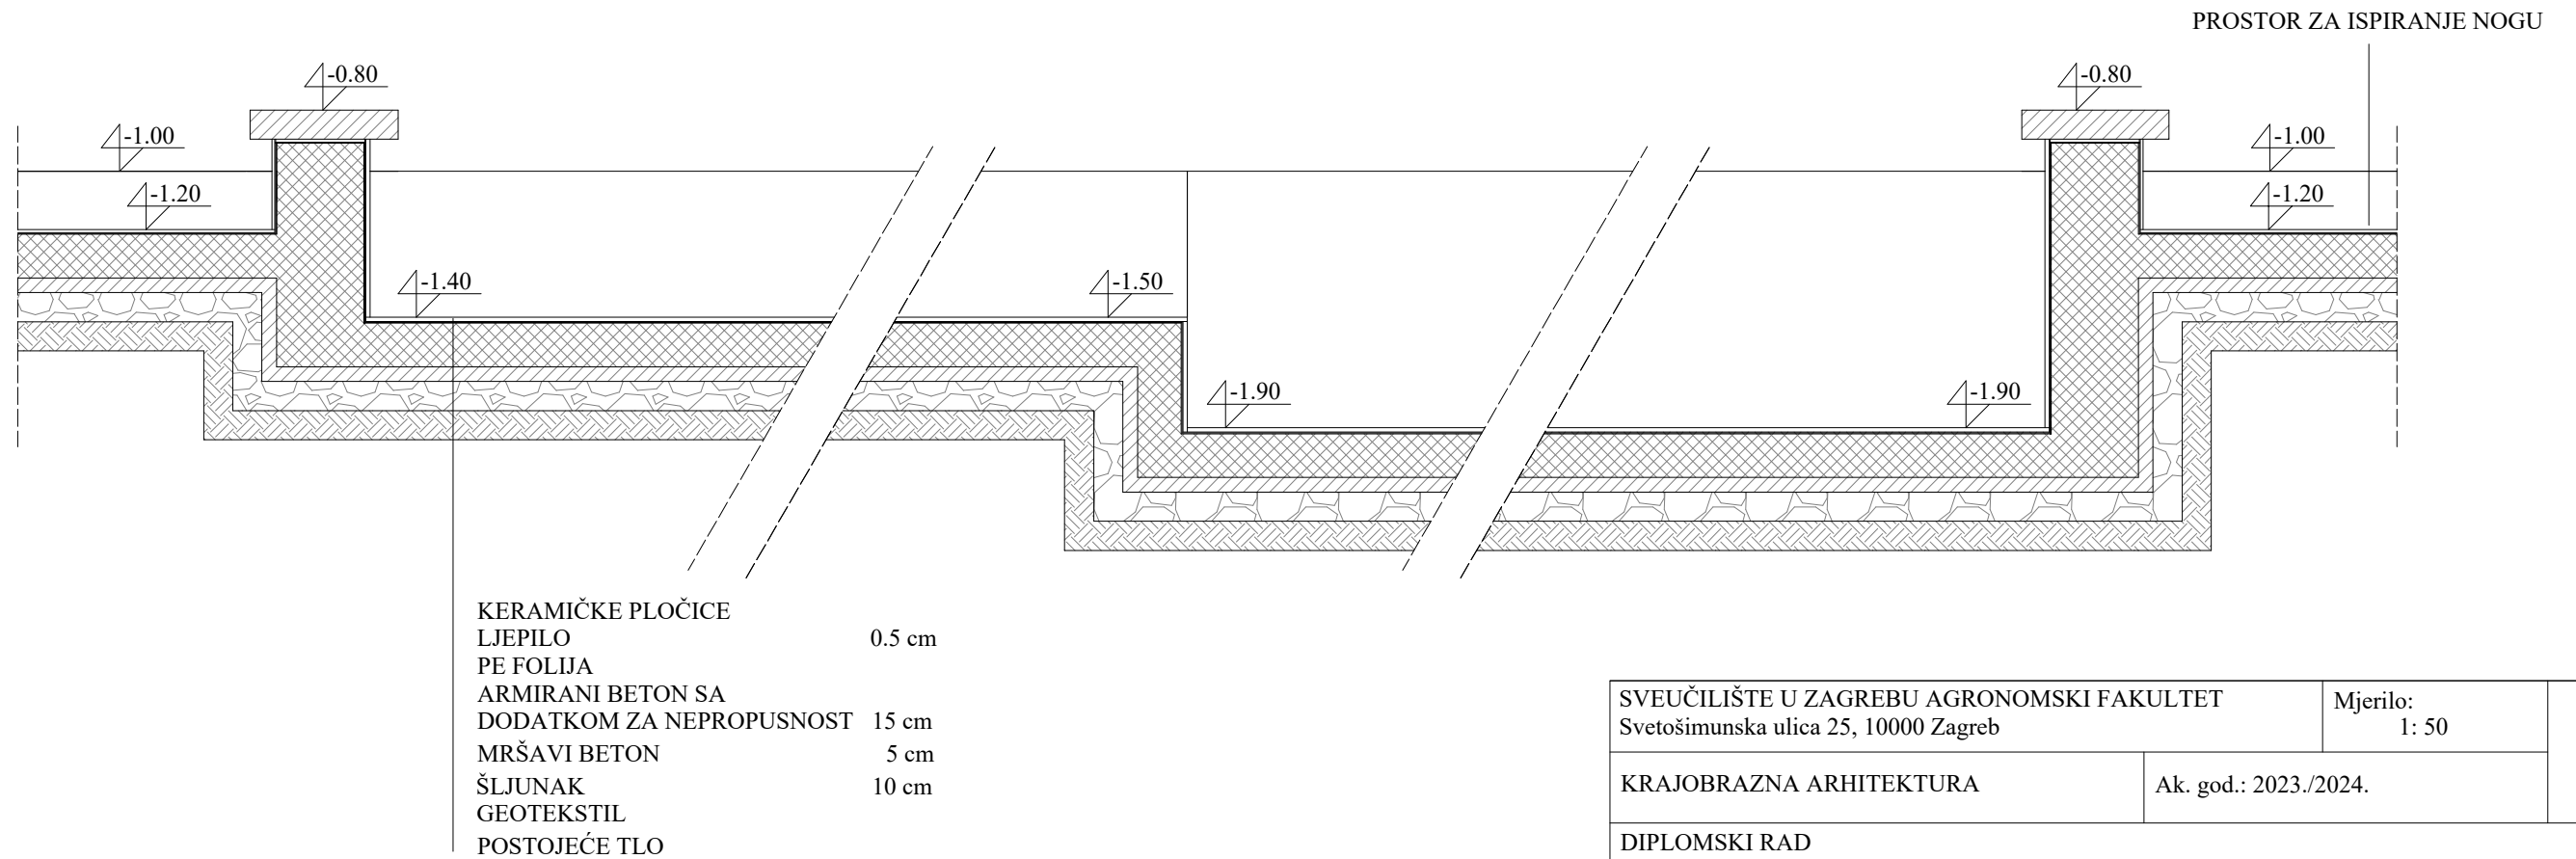 PROSTOR ZA ISPIRANJE NOGU
-0.80
-0.80
-1.00
-1.00
-1.20
-1.20
-1.40
-1.50
-1.90
-1.90
KERAMIČKE PLOČICE
LJEPILO 0.5 cm
PE FOLIJA
ARMIRANI BETON SA
DODATKOM ZA NEPROPUSNOST 15 cm
MRŠAVI BETON 5 cm
ŠLJUNAK 10 cm
GEOTEKSTIL
POSTOJEĆE TLO
SVEUČILIŠTE U ZAGREBU AGRONOMSKI FAKULTET
Svetošimunska ulica 25, 10000 Zagreb
Mjerilo:
1: 50
KRAJOBRAZNA ARHITEKTURA
Ak. god.: 2023./2024.
DIPLOMSKI RAD